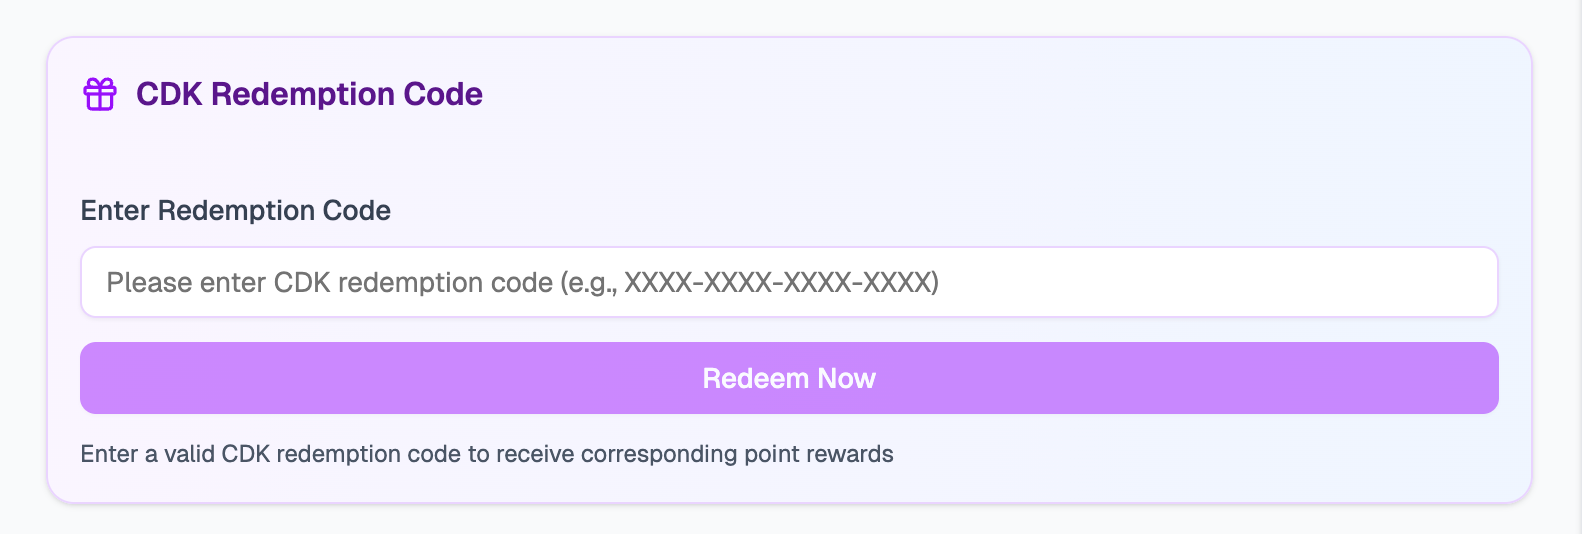 CDK Redemption Code
Enter Redemption Code
Please enter CDK redemption code (e.g., XXXX-XXXX-XXXX-XXXX)
Redeem Now
Enter a valid CDK redemption code to receive corresponding point rewards